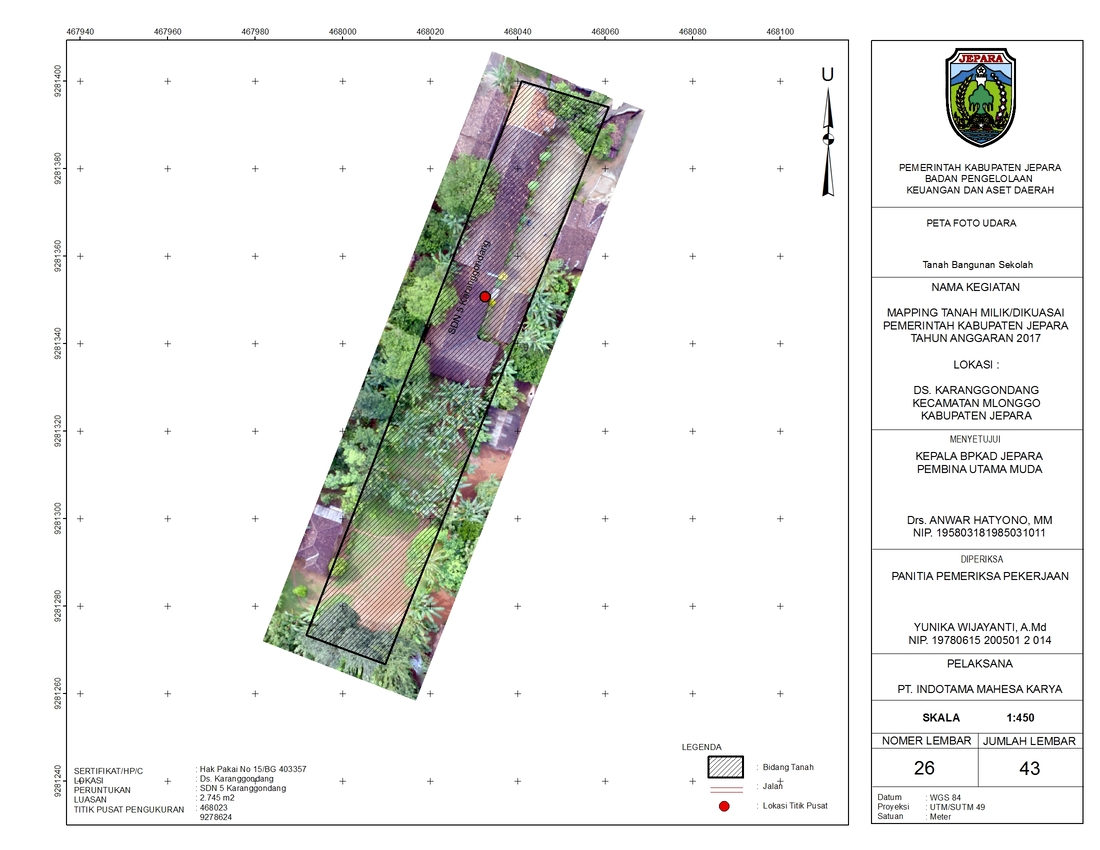 467940 467960 467980 468000 468020 468040 468060 468080 468100
9281400
9281380
9281360
9281340
9281320
9281300
9281280
9281260
9281240
U
SDN 5 Karanggondang
SERTIFIKAT/HP/C : Hak Pakai No 15/BG 403357
LOKASI : Ds. Karanggondang
PERUNTUKAN : SDN 5 Karanggondang
LUASAN : 2.745 m2
TITIK PUSAT PENGUKURAN : 468023
9278624
LEGENDA
: Bidang Tanah
: Jalan
: Lokasi Titik Pusat
JEPARA
PEMERINTAH KABUPATEN JEPARA
BADAN PENGELOLAAN
KEUANGAN DAN ASET DAERAH
PETA FOTO UDARA
Tanah Bangunan Sekolah
NAMA KEGIATAN
MAPPING TANAH MILIK/DIKUASAI
PEMERINTAH KABUPATEN JEPARA
TAHUN ANGGARAN 2017
LOKASI :
DS. KARANGGONDANG
KECAMATAN MLONGGO
KABUPATEN JEPARA
MENYETUJUI
KEPALA BPKAD JEPARA
PEMBINA UTAMA MUDA
Drs. ANWAR HATYONO, MM
NIP. 195803181985031011
DIPERIKSA
PANITIA PEMERIKSA PEKERJAAN
YUNIKA WIJAYANTI, A.Md
NIP. 19780615 200501 2 014
PELAKSANA
PT. INDOTAMA MAHESA KARYA
SKALA 1:450
NOMER LEMBAR JUMLAH LEMBAR
26 43
Datum : WGS 84
Proyeksi : UTM/SUTM 49
Satuan : Meter